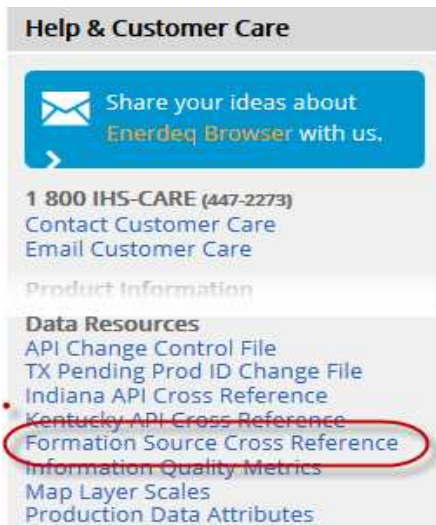 Help & Customer Care
Share your ideas about
Enerdeq Browser with us.
1 800 IHS-CARE (447-2273)
Contact Customer Care
Email Customer Care
Product Information
Data Resources
API Change Control File
TX Pending Prod ID Change File
Indiana API Cross Reference
Kentucky API Cross Reference
Formation Source Cross Reference
Information Quality Metrics
Map Layer Scales
Production Data Attributes